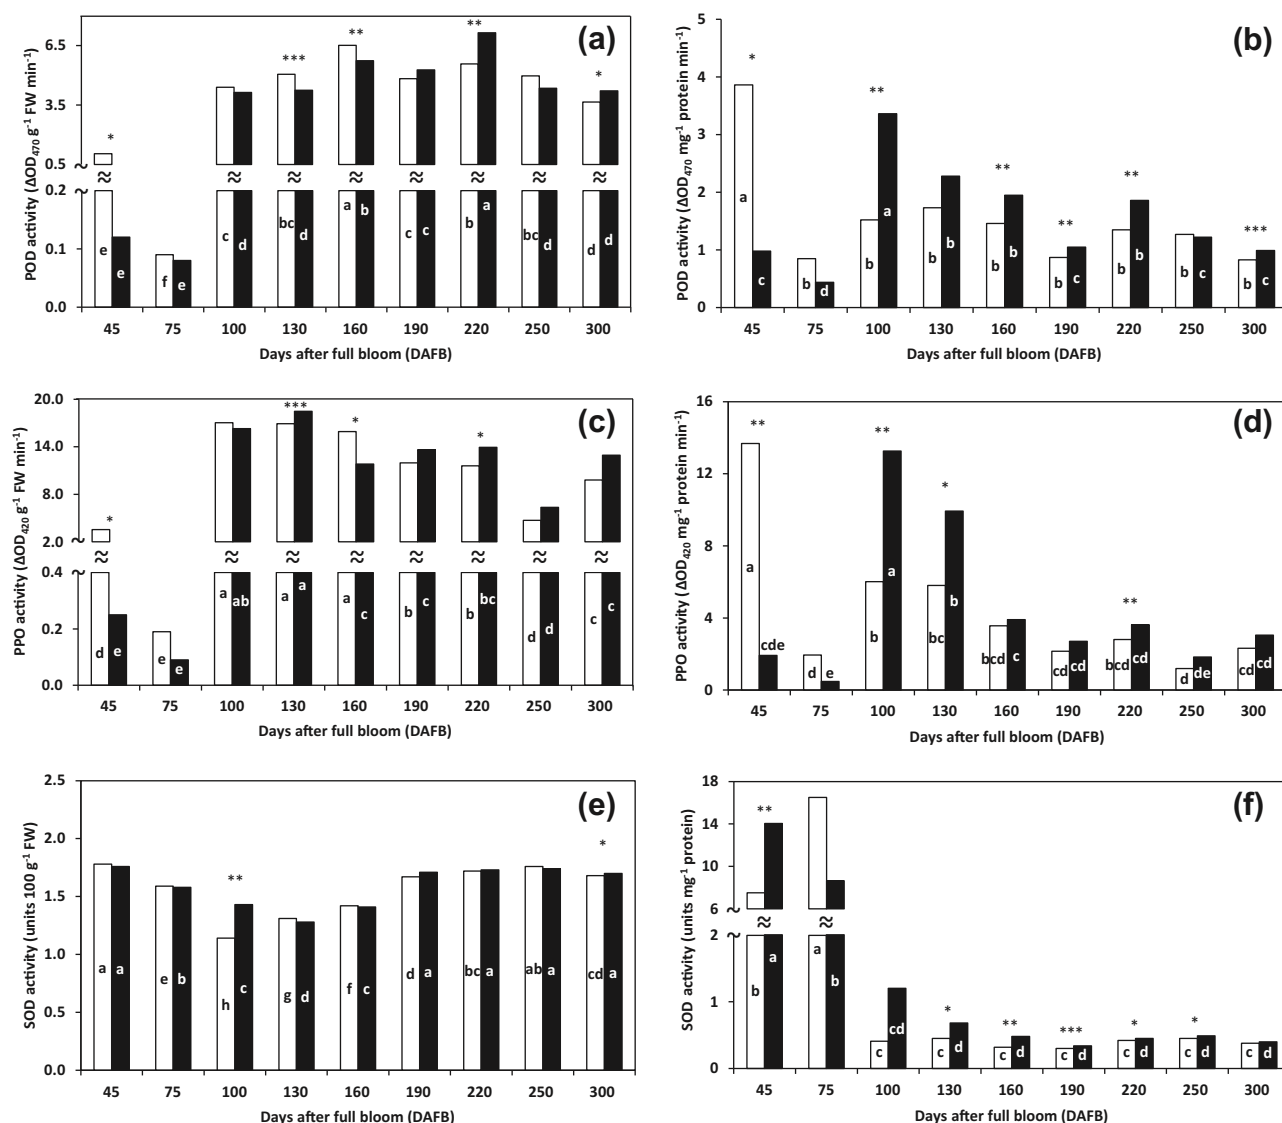 (a)
POD activity (ΔOD470 g-1 FW min-1)
6.5
3.5
0.5
0.2
0.1
0.0
* *** ** ** *
e e f e c d bc d a b c c b a bc d d d
45 75 100 130 160 190 220 250 300
Days after full bloom (DAFB)
(b)
POD activity (ΔOD470 mg-1 protein min-1)
5
4
3
2
1
0
* ** ** ** ** ***
a c b d b a b b b b b c b b b c b c
45 75 100 130 160 190 220 250 300
Days after full bloom (DAFB)
(c)
PPO activity (ΔOD420 g-1 FW min-1)
20.0
14.0
8.0
2.0
0.4
0.2
0.0
* *** * *
d e e e a ab a a a c b c b bc d d c c
45 75 100 130 160 190 220 250 300
Days after full bloom (DAFB)
(d)
PPO activity (ΔOD420 mg-1 protein min-1)
16
12
8
4
0
** ** * **
a cde d e b a bc b bcd c cd cd bcd cd d de cd cd
45 75 100 130 160 190 220 250 300
Days after full bloom (DAFB)
(e)
SOD activity (units 100 g-1 FW)
2.5
2.0
1.5
1.0
0.5
0.0
** *
a a e b h c g d f c d a bc a ab a cd a
45 75 100 130 160 190 220 250 300
Days after full bloom (DAFB)
(f)
SOD activity (units mg-1 protein)
18
14
10
6
2
1
0
** * ** *** * *
b a a b c cd c d c d c d c d c d c d
45 75 100 130 160 190 220 250 300
Days after full bloom (DAFB)